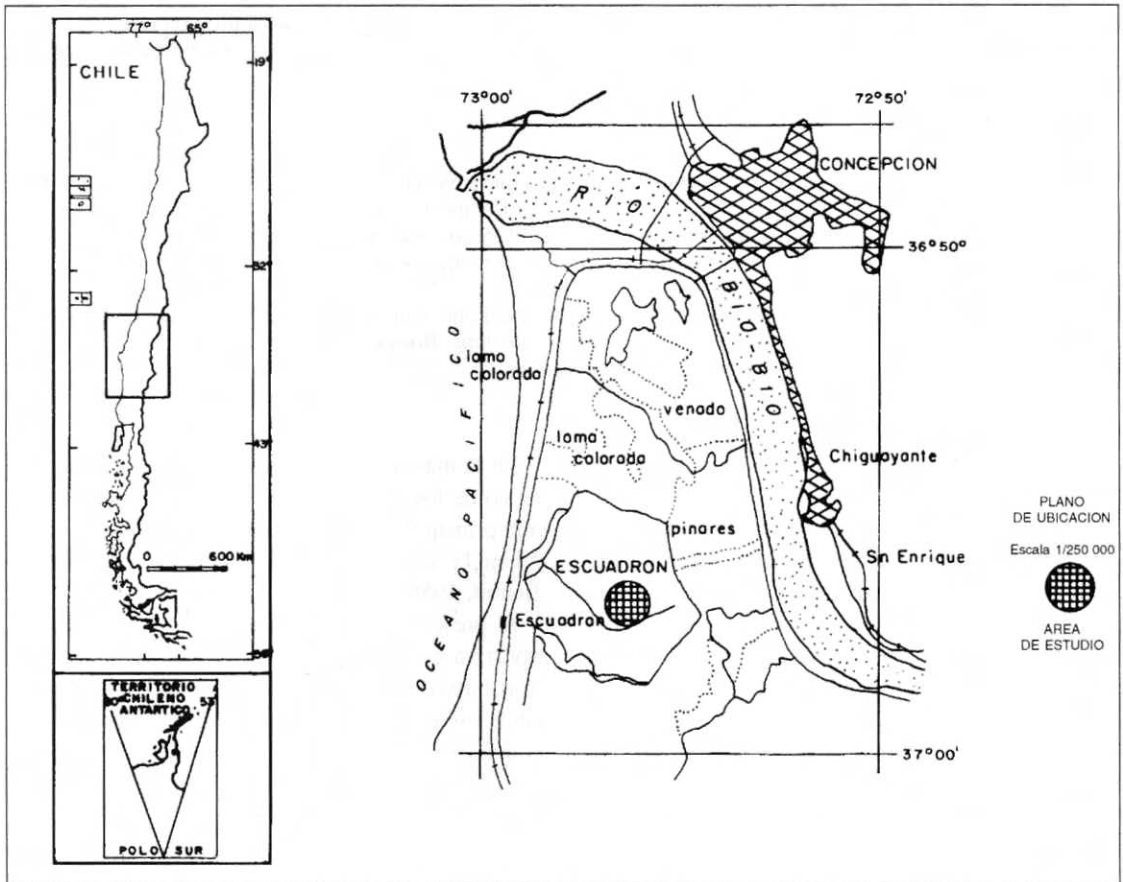 77° 65°
CHILE
19°
32°
43°
56°
0 600 Km
TERRITORIO
CHILENO
ANTARTICO
53°
POLO SUR
73°00' 72°50'
CONCEPCION
RIO
36°50'
BIO-BIO
OCEANO PACIFICO
loma
colorada
venado
loma
colorada
Chiguayante
pinares
Sn Enrique
ESCUADRON
Escuadron
37°00'
PLANO
DE UBICACION
Escala 1/250 000
AREA
DE ESTUDIO